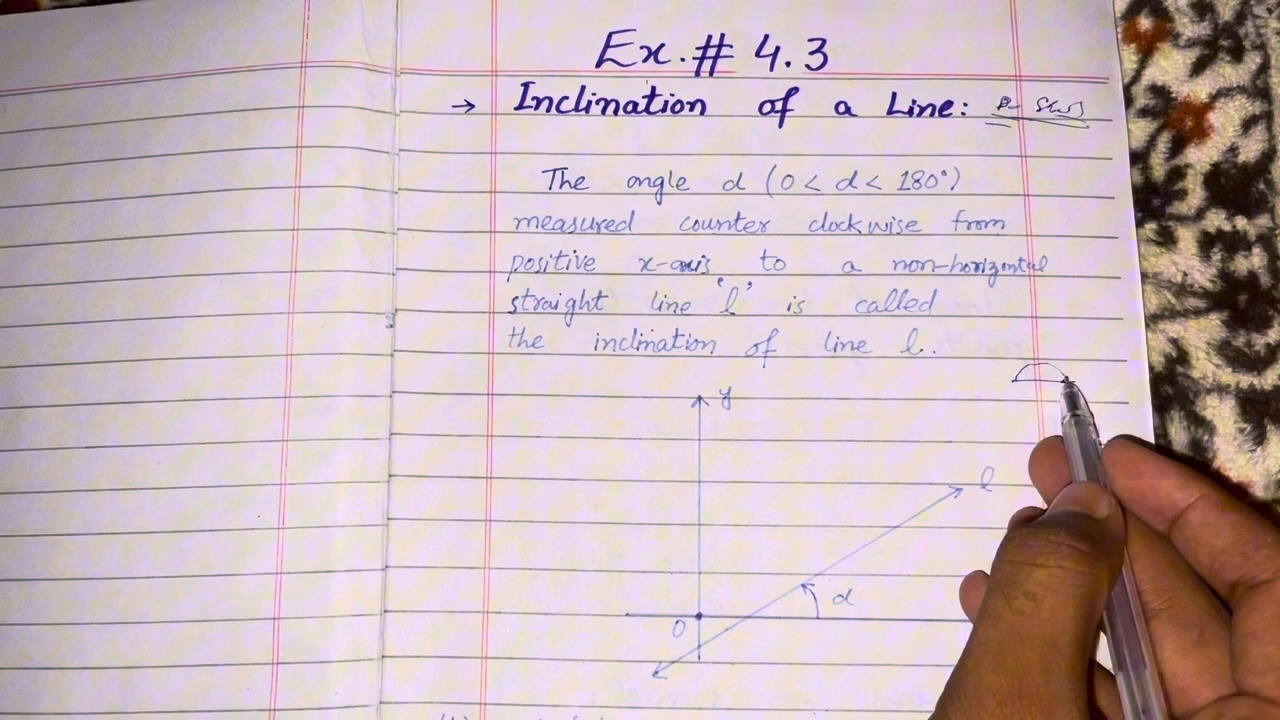 Ex.# 4.3
→ Inclination of a Line:
The angle α (0 < α < 180°)
measured counter clockwise from
positive x-axis to a non-horizontal
straight line 'l' is called
the inclination of line l.
y
l
α
O